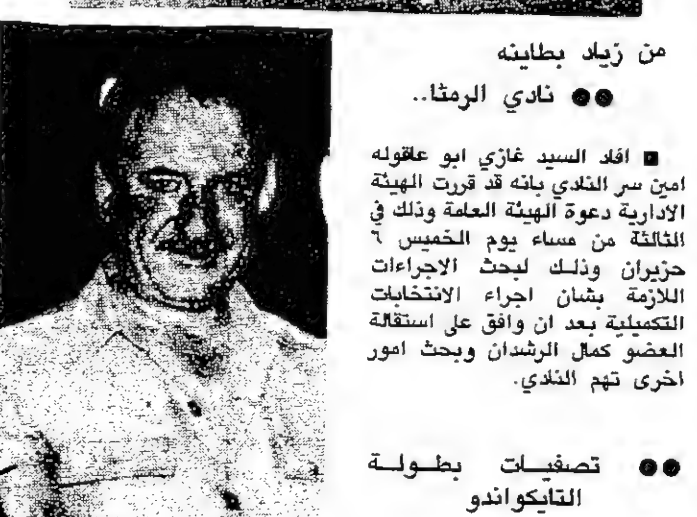 من زياد بطاينه
●● نادي الرمثا..
■ افاد السيد غازي ابو عاقوله
امين سر النادي بانه قد قررت الهيئة
الادارية دعوة الهيئة العامة وذلك في
الثالثة من مساء يوم الخميس ٦
حزيران وذلك لبحث الاجراءات
اللازمة بشان اجراء الانتخابات
التكميلية بعد ان وافق على استقالة
العضو كمال الرشدان وبحث امور
اخرى تهم النادي.
●● تصفيات بطولة
التايكواندو